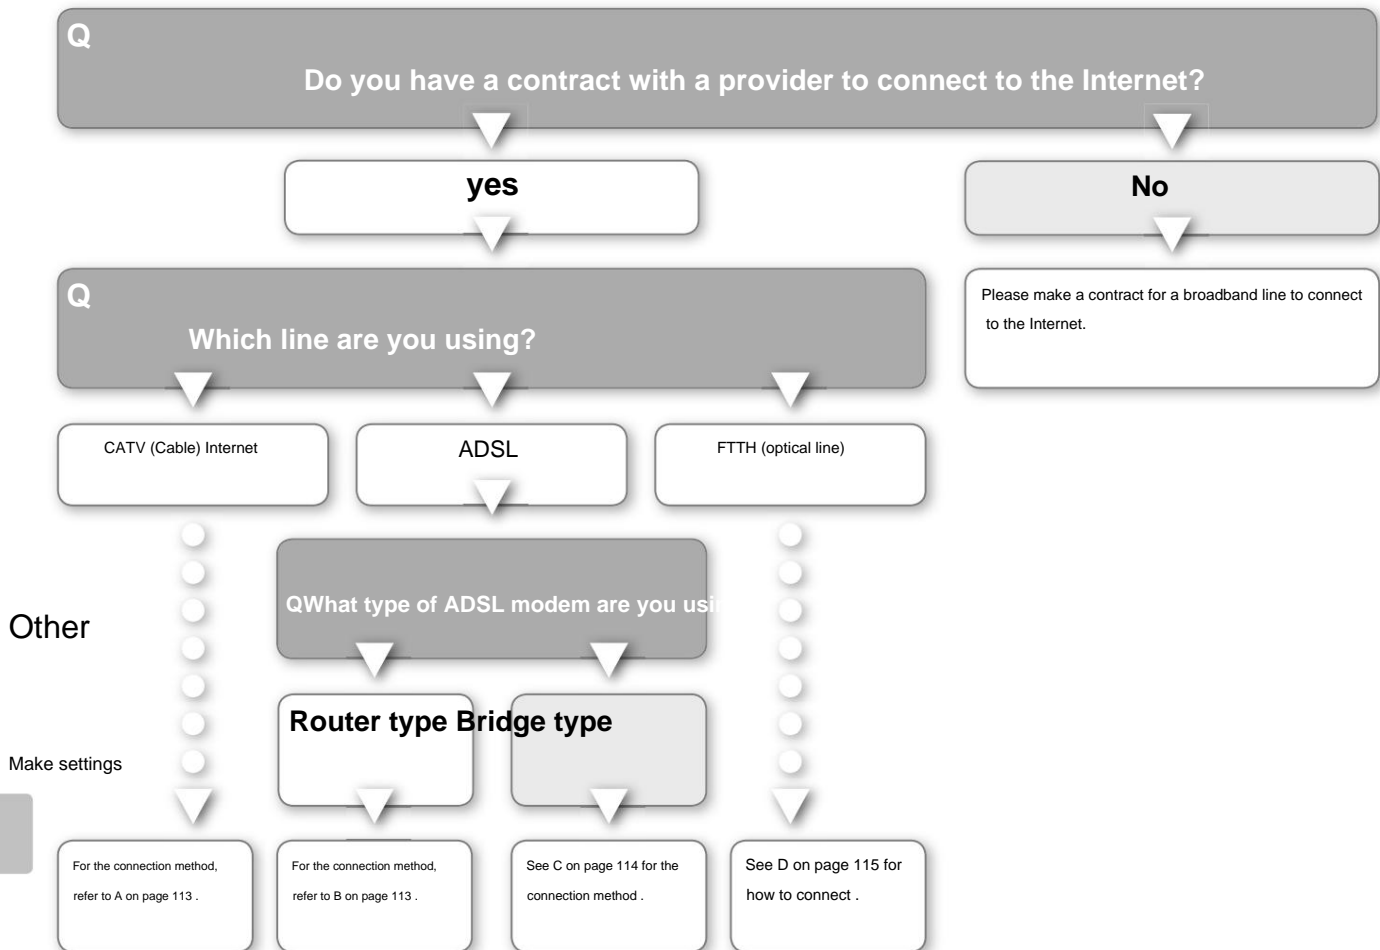 Q
Do you have a contract with a provider to connect to the Internet?
yes
No
Q
Which line are you using?
Please make a contract for a broadband line to connect
to the Internet.
CATV (Cable) Internet
ADSL
FTTH (optical line)
QWhat type of ADSL modem are you usi
Other
Router type Bridge type
Make settings
For the connection method,
refer to A on page 113 .
For the connection method,
refer to B on page 113 .
See C on page 114 for the
connection method .
See D on page 115 for
how to connect .